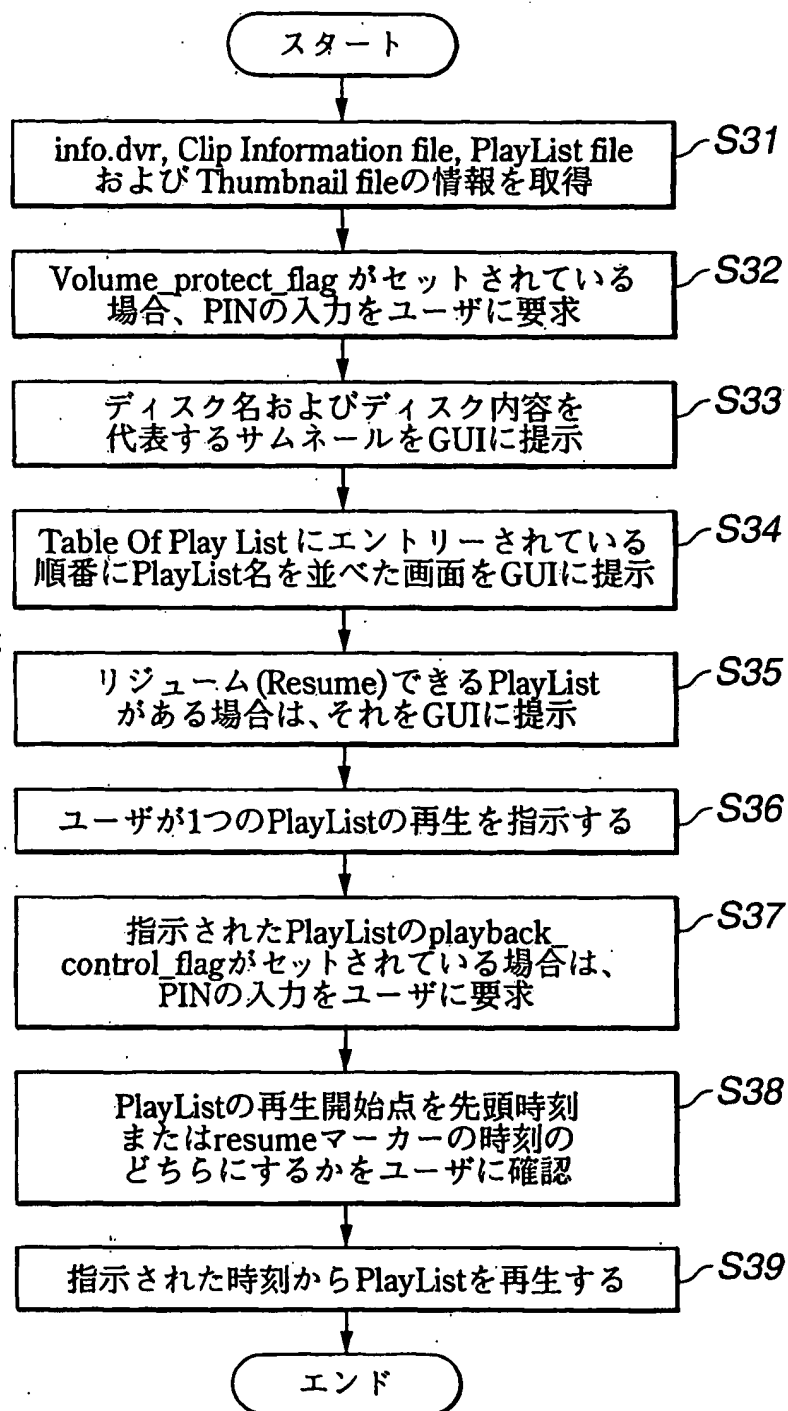 スタート
info.dvr, Clip Information file, PlayList file
および Thumbnail fileの情報を取得
S31
Volume_protect_flag がセットされている
場合、PINの入力をユーザに要求
S32
ディスク名およびディスク内容を
代表するサムネールをGUIに提示
S33
Table Of Play List にエントリーされている
順番にPlayList名を並べた画面をGUIに提示
S34
リジューム(Resume)できるPlayList
がある場合は、それをGUIに提示
S35
ユーザが1つのPlayListの再生を指示する
S36
指示されたPlayListのplayback_
control_flagがセットされている場合は、
PINの入力をユーザに要求
S37
PlayListの再生開始点を先頭時刻
またはresumeマーカーの時刻の
どちらにするかをユーザに確認
S38
指示された時刻からPlayListを再生する
S39
エンド